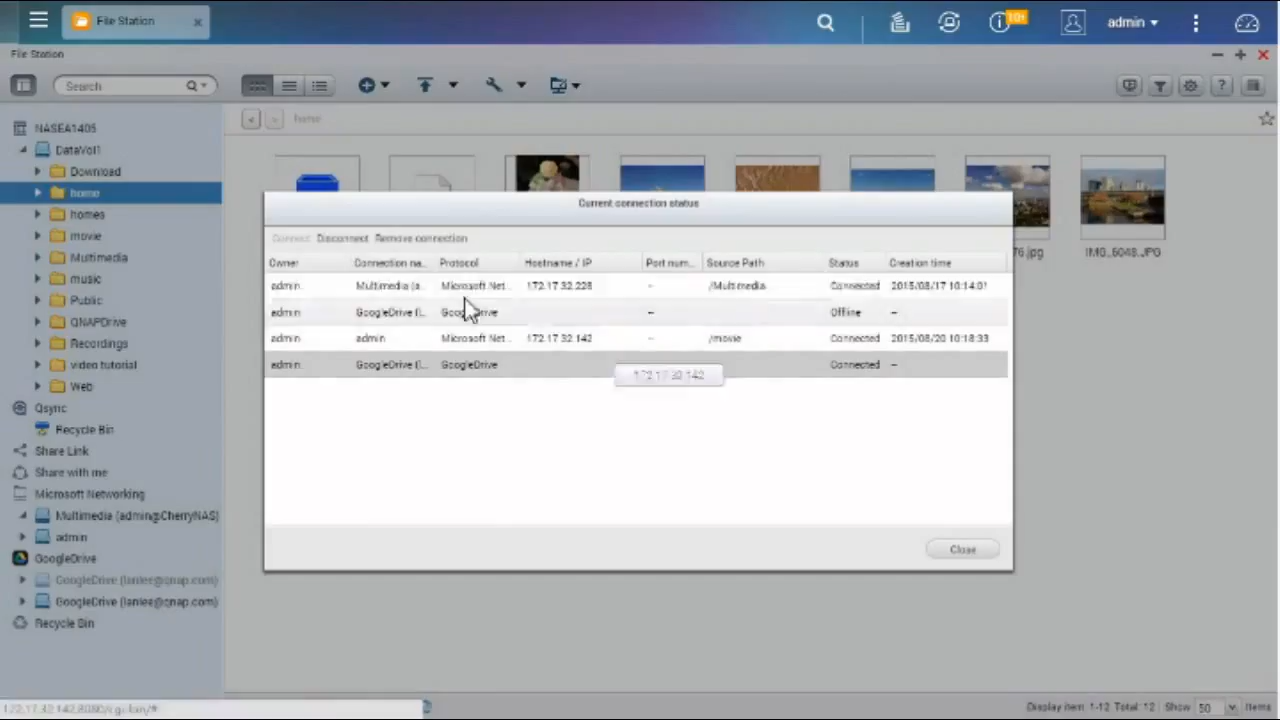 File Station
10+
admin
File Station
Search
home
NASEA1405
DataVol1
Download
home
homes
movie
Multimedia
music
Public
QNAPDrive
Recordings
video tutorial
Web
Qsync
Recycle Bin
Share Link
Share with me
Microsoft Networking
Multimedia (admin@CherryNAS)
admin
GoogleDrive
GoogleDrive (ianlee@qnap.com)
GoogleDrive (ianlee@qnap.com)
Recycle Bin
76.jpg
IMG_5048.JPG
Current connection status
Connect Disconnect Remove connection
Owner Connection na... Protocol Hostname / IP Port num... Source Path Status Creation time
admin Multimedia (a... Microsoft Net... 172.17.32.228 -- /Multimedia Connected 2015/08/17 10:14:01
admin GoogleDrive (i... GoogleDrive -- Offline --
admin admin Microsoft Net... 172.17.32.142 -- /movie Connected 2015/08/20 10:18:33
admin GoogleDrive (i... GoogleDrive Connected --
172.17.32.142
Close
Display item: 1-12, Total: 12 Show 50 Items